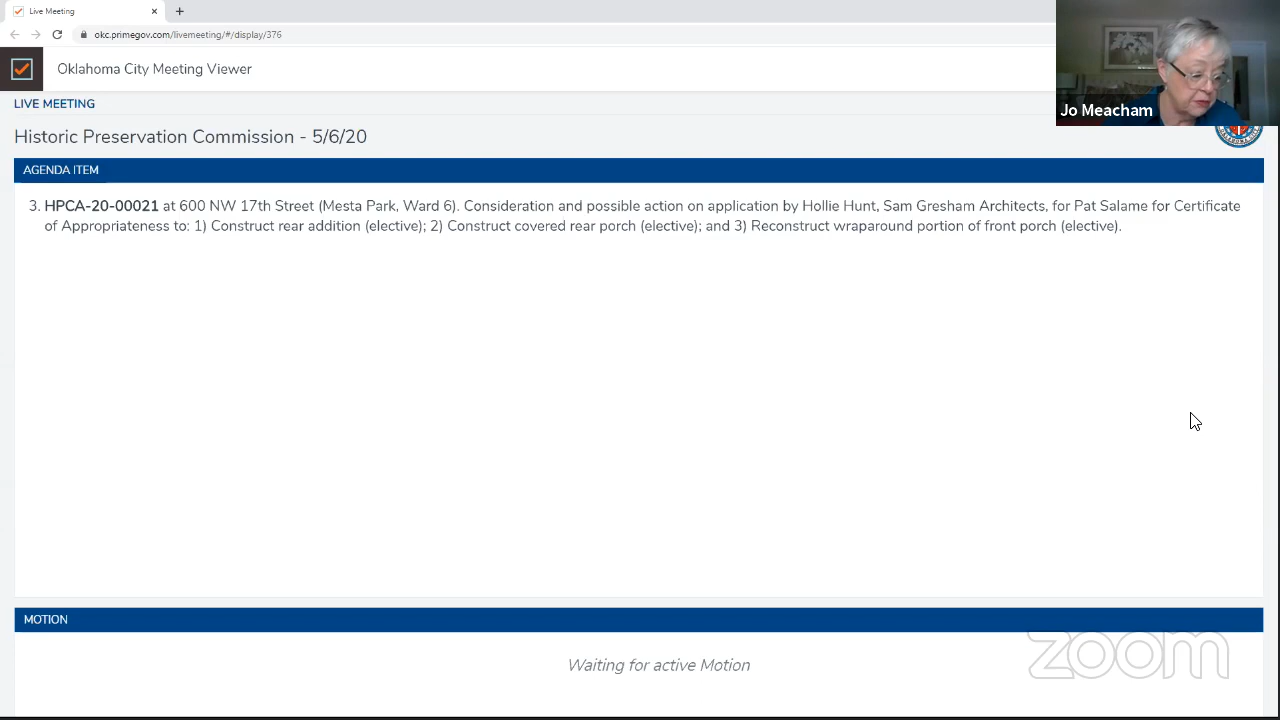 Live Meeting
okc.primegov.com/livemeeting/#/display/376
Oklahoma City Meeting Viewer
Jo Meacham
LIVE MEETING
Historic Preservation Commission - 5/6/20
AGENDA ITEM
3. HPCA-20-00021 at 600 NW 17th Street (Mesta Park, Ward 6). Consideration and possible action on application by Hollie Hunt, Sam Gresham Architects, for Pat Salame for Certificate
of Appropriateness to: 1) Construct rear addition (elective); 2) Construct covered rear porch (elective); and 3) Reconstruct wraparound portion of front porch (elective).
MOTION
Waiting for active Motion
zoom